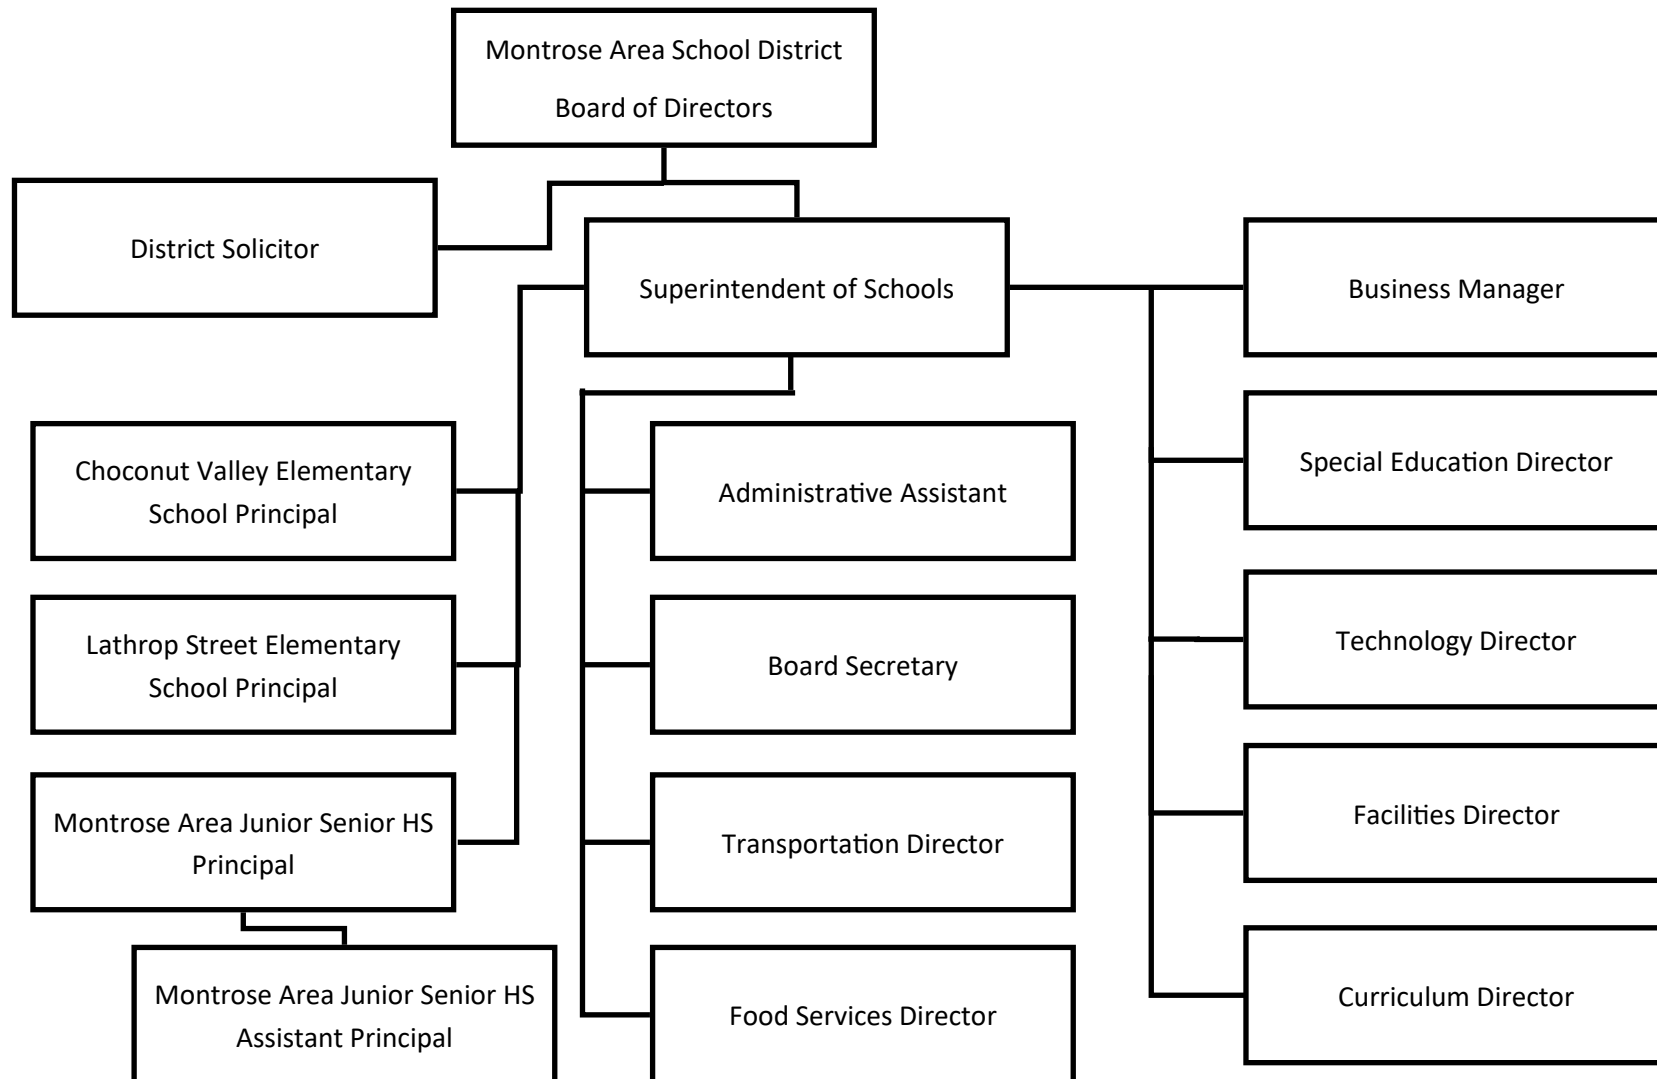 Montrose Area School District
Board of Directors
District Solicitor
Superintendent of Schools
Business Manager
Choconut Valley Elementary
School Principal
Administrative Assistant
Special Education Director
Lathrop Street Elementary
School Principal
Board Secretary
Technology Director
Montrose Area Junior Senior HS
Principal
Transportation Director
Facilities Director
Montrose Area Junior Senior HS
Assistant Principal
Food Services Director
Curriculum Director